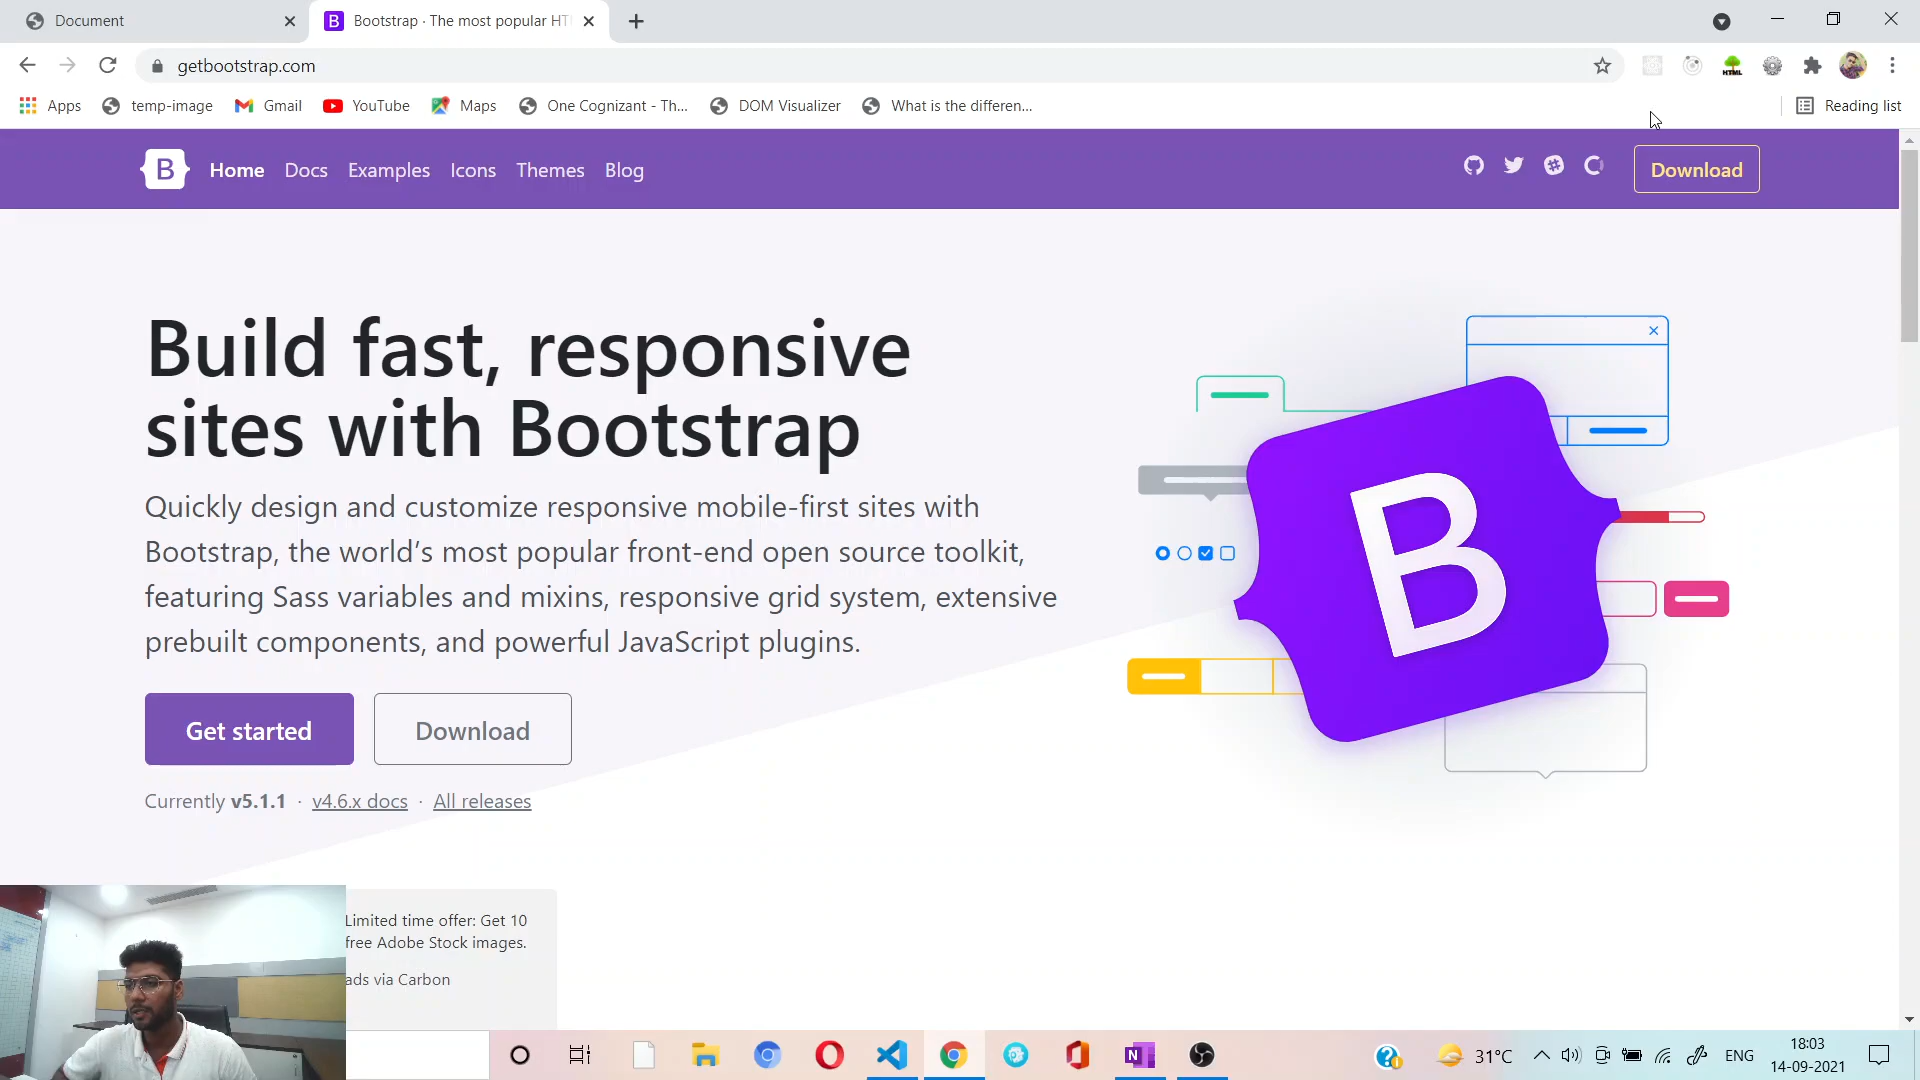 Document
Bootstrap · The most popular HT
getbootstrap.com
Apps temp-image Gmail YouTube Maps One Cognizant - Th... DOM Visualizer What is the differen... Reading list
B Home Docs Examples Icons Themes Blog Download
Build fast, responsive
sites with Bootstrap
Quickly design and customize responsive mobile-first sites with
Bootstrap, the world’s most popular front-end open source toolkit,
featuring Sass variables and mixins, responsive grid system, extensive
prebuilt components, and powerful JavaScript plugins.
Get started Download
Currently v5.1.1 · v4.6.x docs · All releases
B
Limited time offer: Get 10
free Adobe Stock images.
ads via Carbon
31°C ENG
18:03
14-09-2021